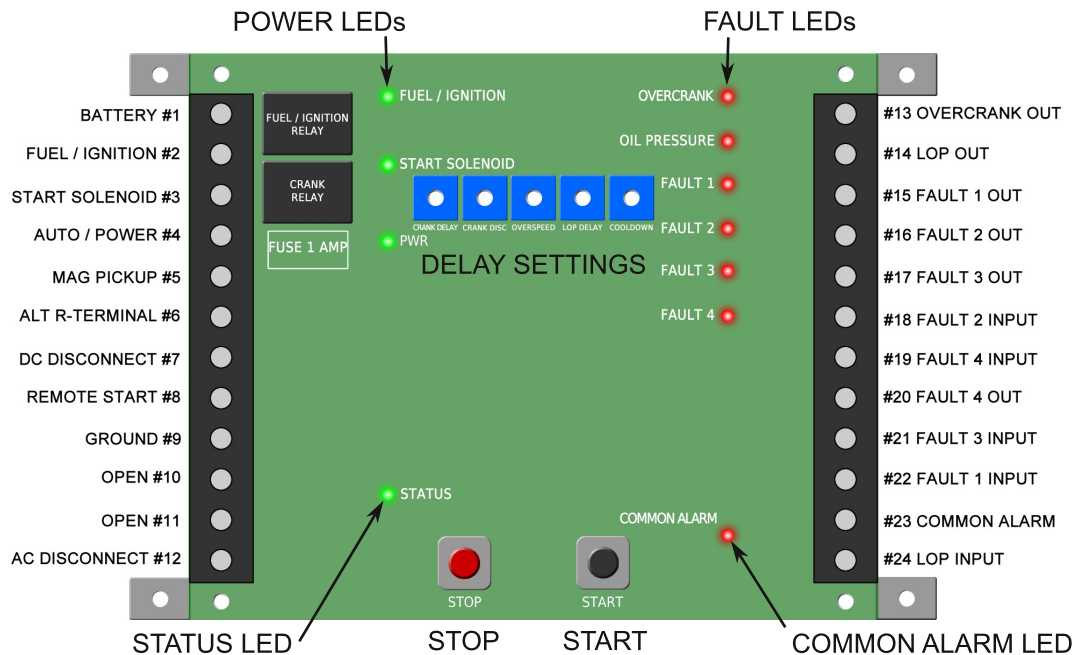 POWER LEDs
FAULT LEDs
BATTERY #1
FUEL / IGNITION #2
START SOLENOID #3
AUTO / POWER #4
MAG PICKUP #5
ALT R-TERMINAL #6
DC DISCONNECT #7
REMOTE START #8
GROUND #9
OPEN #10
OPEN #11
AC DISCONNECT #12
FUEL / IGNITION
RELAY
CRANK
RELAY
FUSE 1 AMP
FUEL / IGNITION
START SOLENOID
PWR
CRANK DELAY
CRANK DISC
OVERSPEED
LOP DELAY
COOLDOWN
DELAY SETTINGS
OVERCRANK
OIL PRESSURE
FAULT 1
FAULT 2
FAULT 3
FAULT 4
STATUS
COMMON ALARM
STOP
START
#13 OVERCRANK OUT
#14 LOP OUT
#15 FAULT 1 OUT
#16 FAULT 2 OUT
#17 FAULT 3 OUT
#18 FAULT 2 INPUT
#19 FAULT 4 INPUT
#20 FAULT 4 OUT
#21 FAULT 3 INPUT
#22 FAULT 1 INPUT
#23 COMMON ALARM
#24 LOP INPUT
STATUS LED
STOP
START
COMMON ALARM LED